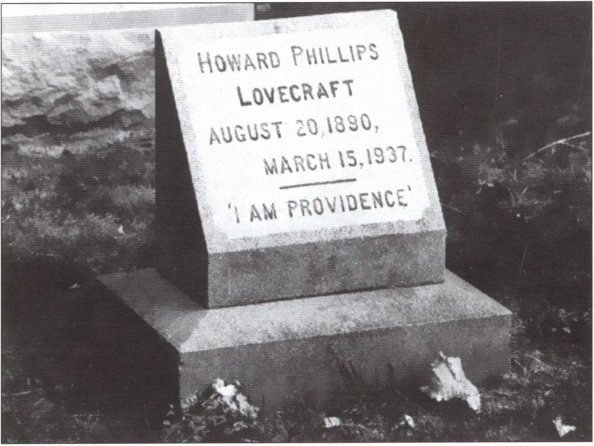 HOWARD PHILLIPS
LOVECRAFT
AUGUST 20,1890,
MARCH 15,1937.
'I AM PROVIDENCE'